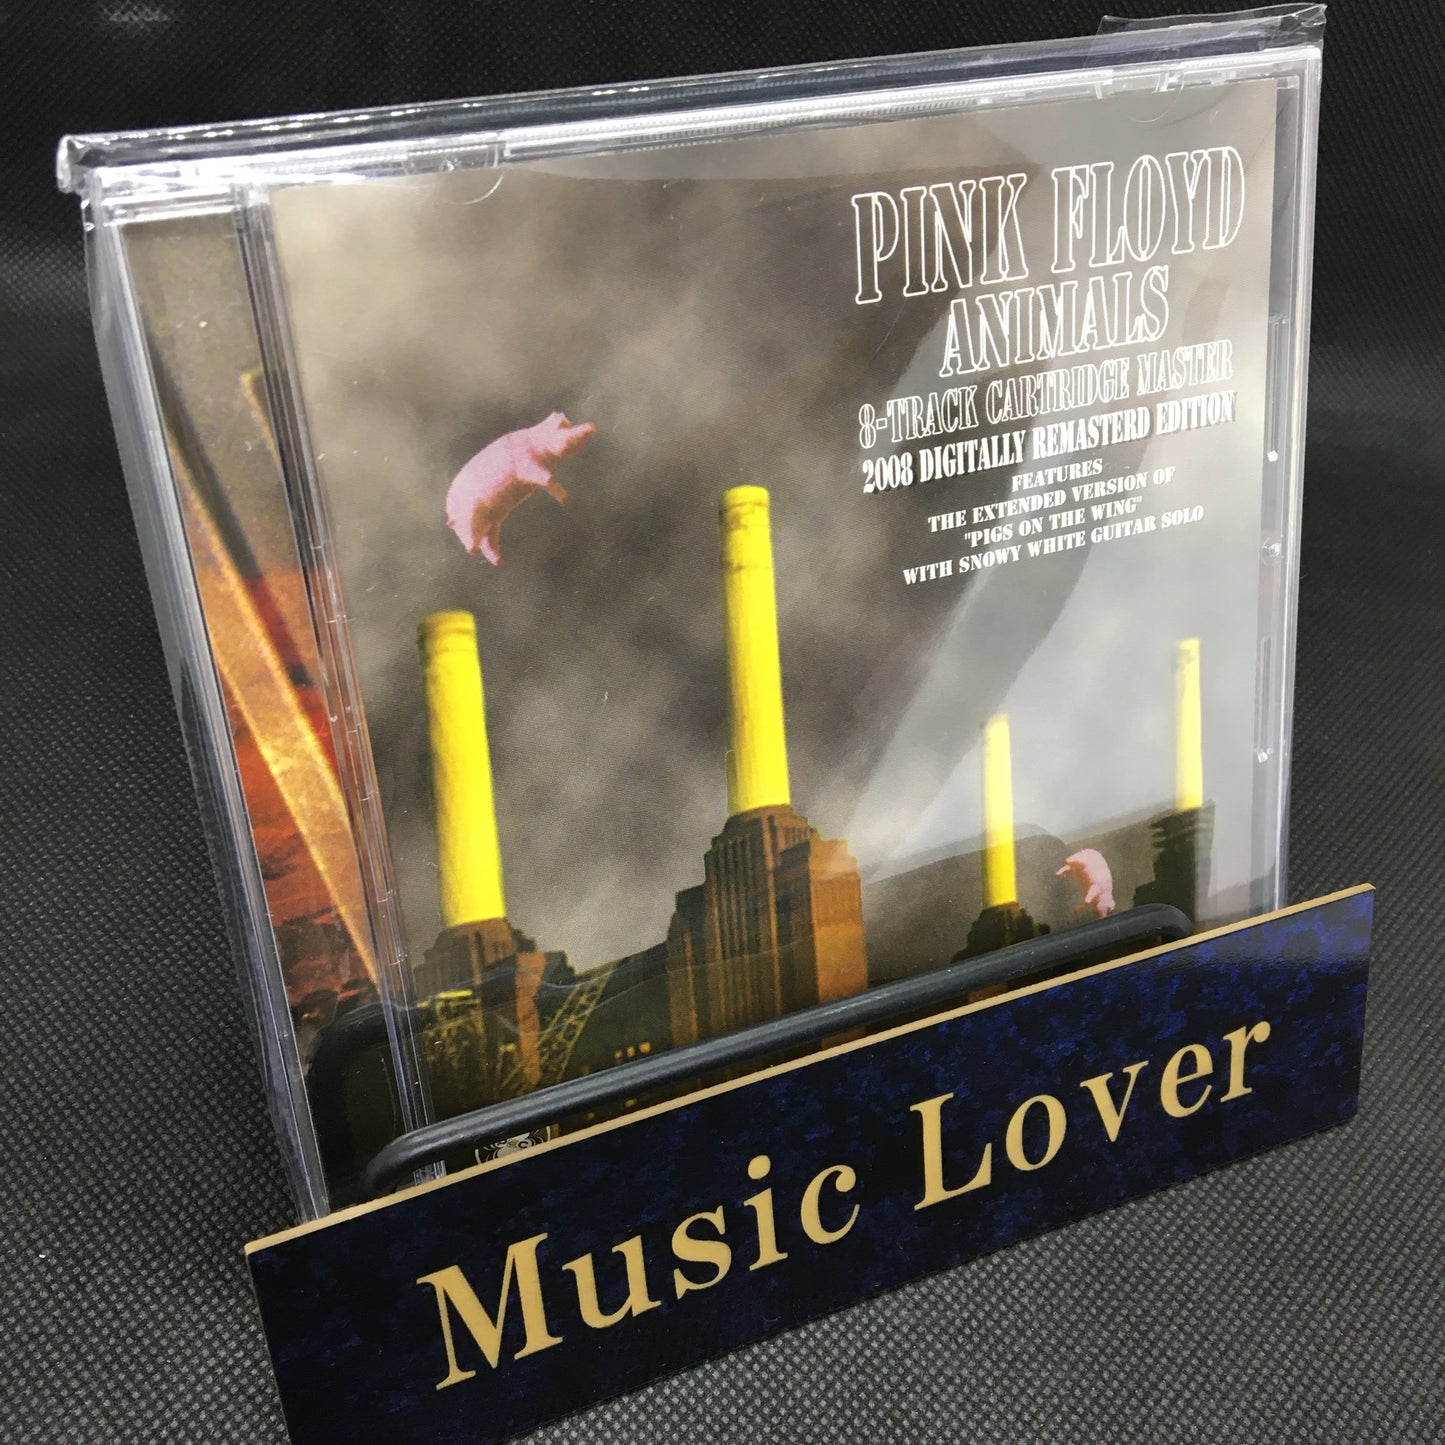 PINK FLOYD
ANIMALS
8-TRACK CARTRIDGE MASTER
2008 DIGITALLY REMASTERD EDITION
FEATURES
THE EXTENDED VERSION OF
"PIGS ON THE WING"
WITH SNOWY WHITE GUITAR SOLO
Music Lover